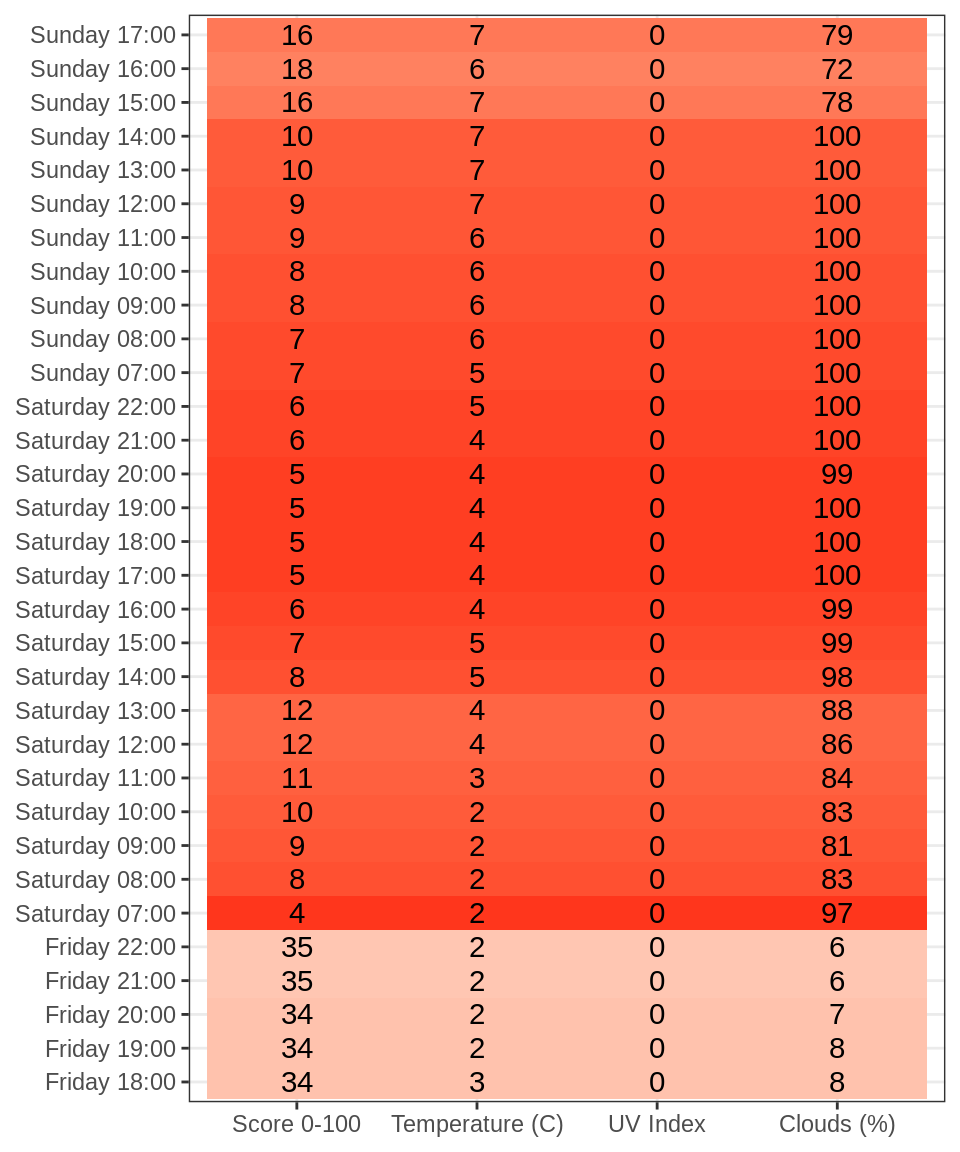 Sunday 17:00 16 7 0 79
Sunday 16:00 18 6 0 72
Sunday 15:00 16 7 0 78
Sunday 14:00 10 7 0 100
Sunday 13:00 10 7 0 100
Sunday 12:00 9 7 0 100
Sunday 11:00 9 6 0 100
Sunday 10:00 8 6 0 100
Sunday 09:00 8 6 0 100
Sunday 08:00 7 6 0 100
Sunday 07:00 7 5 0 100
Saturday 22:00 6 5 0 100
Saturday 21:00 6 4 0 100
Saturday 20:00 5 4 0 99
Saturday 19:00 5 4 0 100
Saturday 18:00 5 4 0 100
Saturday 17:00 5 4 0 100
Saturday 16:00 6 4 0 99
Saturday 15:00 7 5 0 99
Saturday 14:00 8 5 0 98
Saturday 13:00 12 4 0 88
Saturday 12:00 12 4 0 86
Saturday 11:00 11 3 0 84
Saturday 10:00 10 2 0 83
Saturday 09:00 9 2 0 81
Saturday 08:00 8 2 0 83
Saturday 07:00 4 2 0 97
Friday 22:00 35 2 0 6
Friday 21:00 35 2 0 6
Friday 20:00 34 2 0 7
Friday 19:00 34 2 0 8
Friday 18:00 34 3 0 8
Score 0-100 Temperature (C) UV Index Clouds (%)